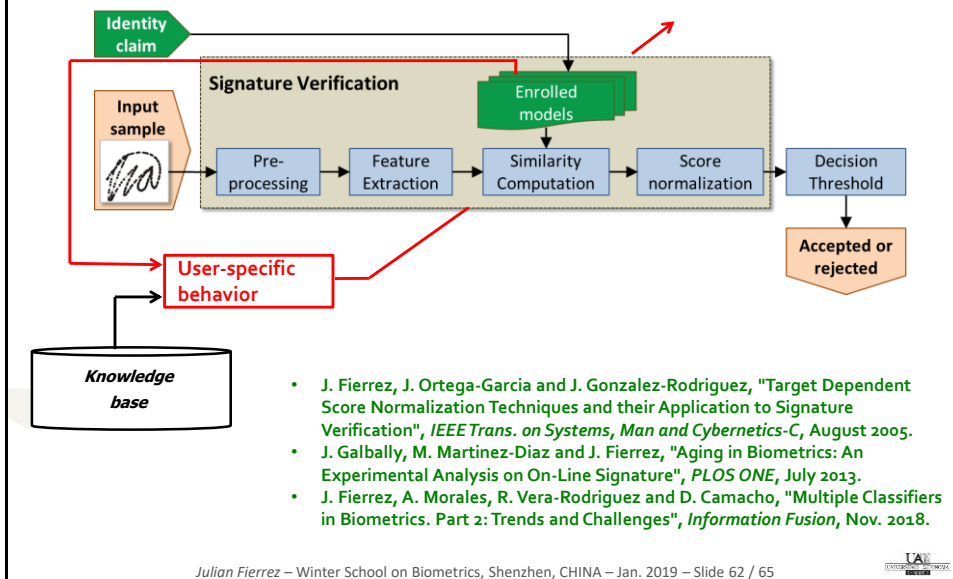 Identity
claim
Signature Verification
Enrolled
models
Input
sample
Pre-
processing
Feature
Extraction
Similarity
Computation
Score
normalization
Decision
Threshold
Accepted or
rejected
User-specific
behavior
Knowledge
base
• J. Fierrez, J. Ortega-Garcia and J. Gonzalez-Rodriguez, "Target Dependent
Score Normalization Techniques and their Application to Signature
Verification", IEEE Trans. on Systems, Man and Cybernetics-C, August 2005.
• J. Galbally, M. Martinez-Diaz and J. Fierrez, "Aging in Biometrics: An
Experimental Analysis on On-Line Signature", PLOS ONE, July 2013.
• J. Fierrez, A. Morales, R. Vera-Rodriguez and D. Camacho, "Multiple Classifiers
in Biometrics. Part 2: Trends and Challenges", Information Fusion, Nov. 2018.
Julian Fierrez – Winter School on Biometrics, Shenzhen, CHINA – Jan. 2019 – Slide 62 / 65